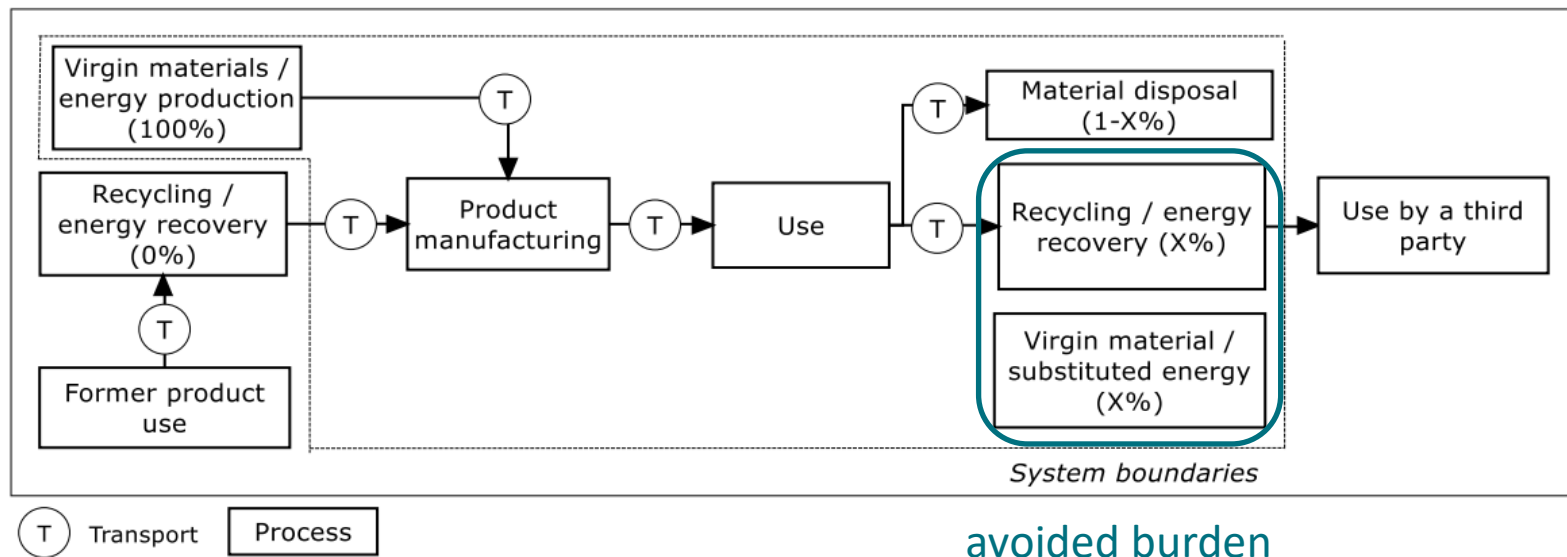 Virgin materials /
energy production
(100%)
T
Material disposal
(1-X%)
T
Recycling /
energy recovery
(0%)
T
Product
manufacturing
T
Use
T
Recycling / energy
recovery (X%)
Use by a third
party
T
Former product
use
Virgin material /
substituted energy
(X%)
System boundaries
T Transport Process
avoided burden